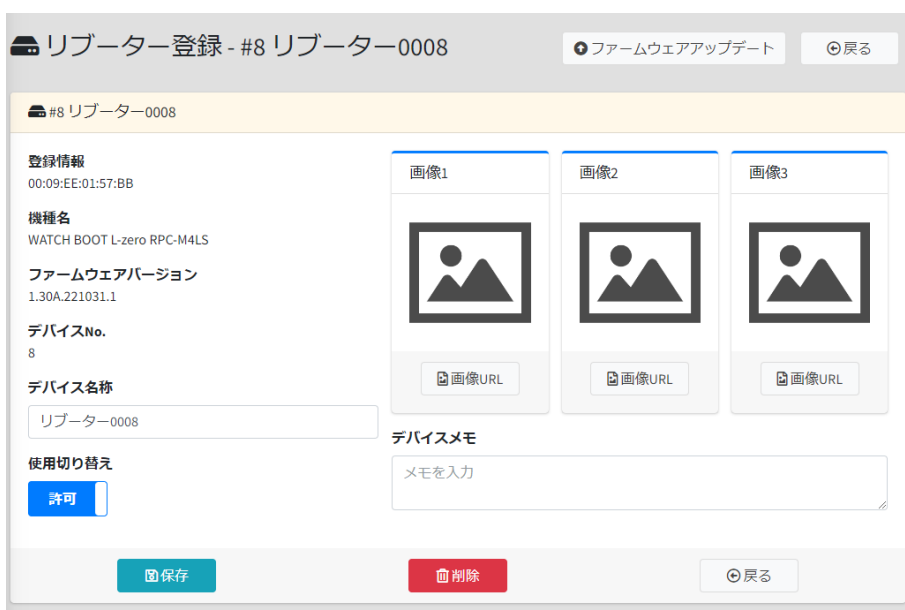 リブーター登録 - #8 リブーター0008
ファームウェアアップデート
戻る
#8 リブーター0008
登録情報
00:09:EE:01:57:BB
機種名
WATCH BOOT L-zero RPC-M4LS
ファームウェアバージョン
1.30A.221031.1
デバイスNo.
8
デバイス名称
リブーター0008
使用切り替え
許可
画像1
画像2
画像3
画像URL
画像URL
画像URL
デバイスメモ
メモを入力
保存
削除
戻る